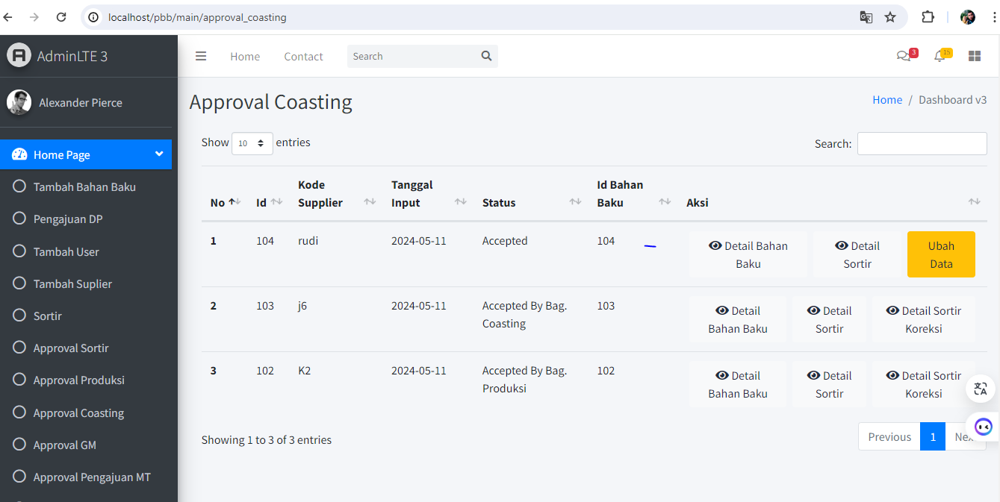 localhost/pbb/main/approval_coasting
AdminLTE 3
Home
Contact
Search
3
15
Alexander Pierce
Home Page
Tambah Bahan Baku
Pengajuan DP
Tambah User
Tambah Suplier
Sortir
Approval Sortir
Approval Produksi
Approval Coasting
Approval GM
Approval Pengajuan MT
Approval Coasting
Home / Dashboard v3
Show 10 entries
Search:
No
Id
Kode
Supplier
Tanggal
Input
Status
Id Bahan
Baku
Aksi
1
104
rudi
2024-05-11
Accepted
104
Detail Bahan
Baku
Detail
Sortir
Ubah
Data
2
103
j6
2024-05-11
Accepted By Bag.
Coasting
103
Detail
Bahan Baku
Detail
Sortir
Detail Sortir
Koreksi
3
102
K2
2024-05-11
Accepted By Bag.
Produksi
102
Detail
Bahan Baku
Detail
Sortir
Detail Sortir
Koreksi
Showing 1 to 3 of 3 entries
Previous
1